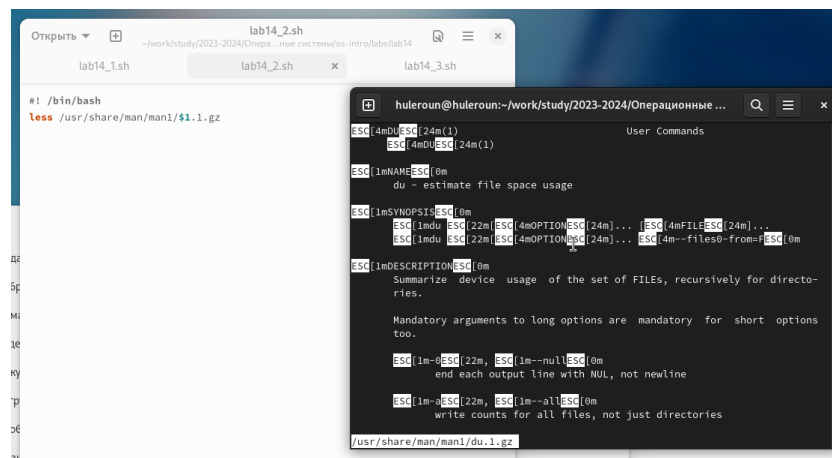 Открыть
lab14_2.sh
~/work/study/2023-2024/Опера...ные системы/os-intro/labs/lab14
lab14_1.sh
lab14_2.sh ×
lab14_3.sh
#! /bin/bash
less /usr/share/man/man1/$1.1.gz
huleroun@huleroun:~/work/study/2023-2024/Операционные ...
ESC[4mDUESC[24m(1) User Commands
ESC[4mDUESC[24m(1)
ESC[1mNAMEESC[0m
du - estimate file space usage
ESC[1mSYNOPSISESC[0m
ESC[1mdu ESC[22m[ESC[4mOPTIONESC[24m]... [ESC[4mFILEESC[24m]...
ESC[1mdu ESC[22m[ESC[4mOPTIONESC[24m]... ESC[4m--files0-from=FESC[0m
ESC[1mDESCRIPTIONESC[0m
Summarize device usage of the set of FILEs, recursively for directo-
ries.
Mandatory arguments to long options are mandatory for short options
too.
ESC[1m-0ESC[22m, ESC[1m--nullESC[0m
end each output line with NUL, not newline
ESC[1m-aESC[22m, ESC[1m--allESC[0m
write counts for all files, not just directories
/usr/share/man/man1/du.1.gz